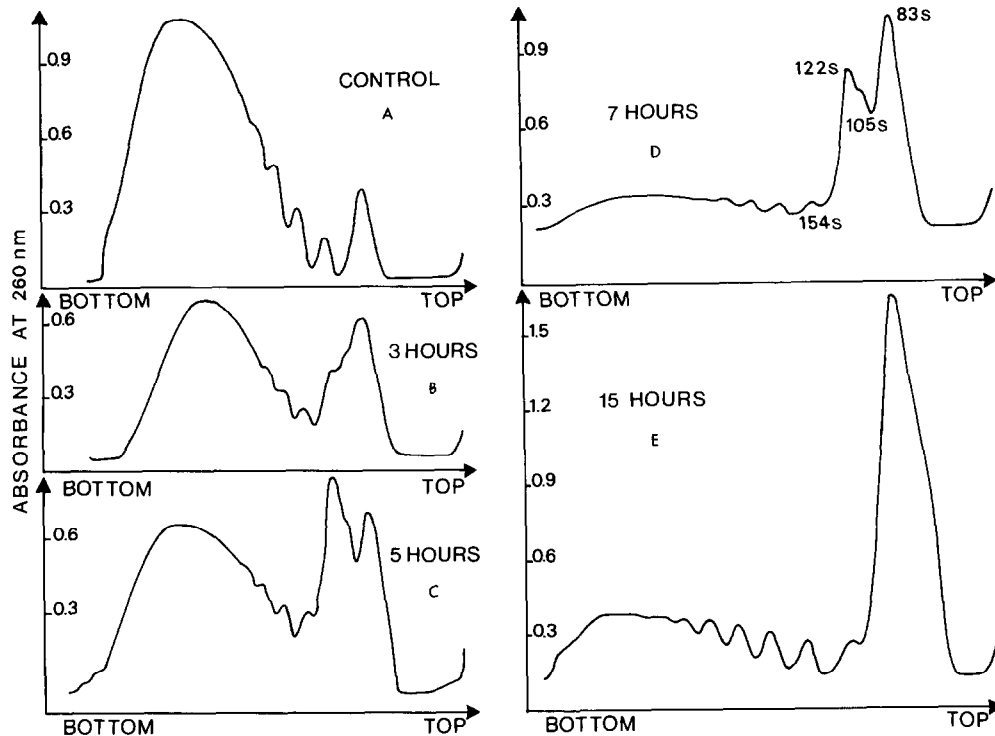 ABSORBANCE AT 260 nm
0.9
0.6
0.3
CONTROL
A
BOTTOM
TOP
0.6
0.3
3 HOURS
B
BOTTOM
TOP
0.6
0.3
5 HOURS
C
BOTTOM
TOP
0.9
0.6
0.3
7 HOURS
D
122s
105s
83s
154s
BOTTOM
TOP
1.5
1.2
0.9
0.6
0.3
15 HOURS
E
BOTTOM
TOP